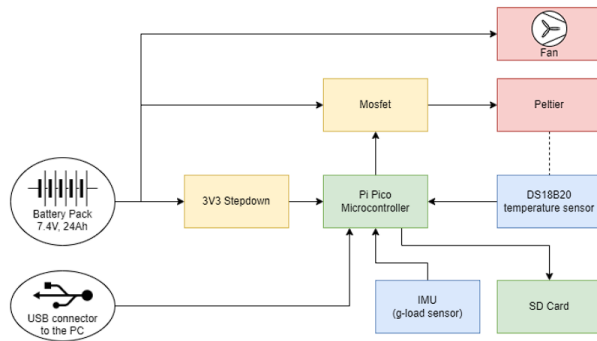 Fan
Mosfet
Peltier
Battery Pack
7.4V, 24Ah
3V3 Stepdown
Pi Pico
Microcontroller
DS18B20
temperature sensor
USB connector
to the PC
IMU
(g-load sensor)
SD Card